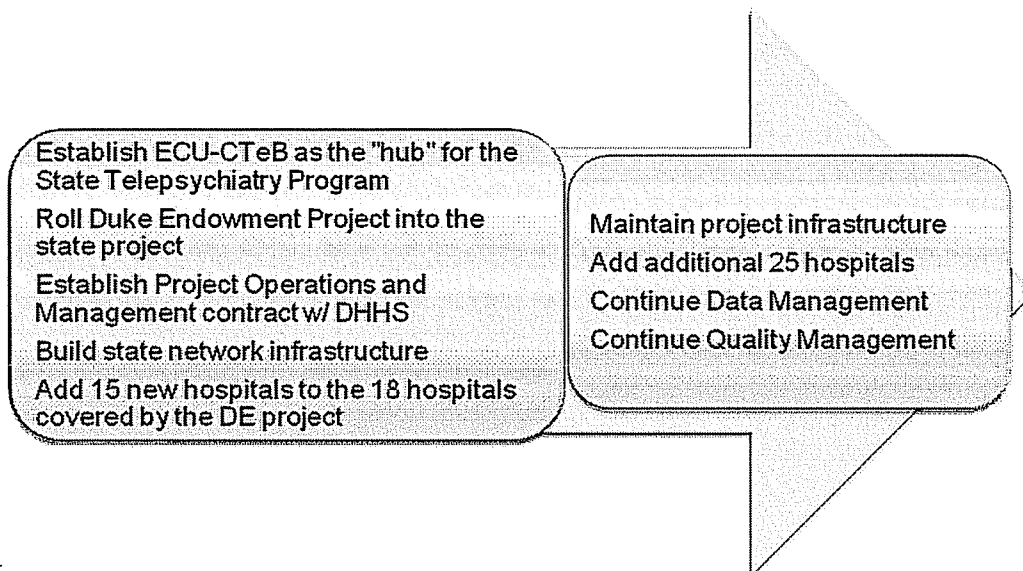 Establish ECU-CTeB as the "hub" for the
State Telepsychiatry Program
Roll Duke Endowment Project into the
state project
Establish Project Operations and
Management contract w/ DHHS
Build state network infrastructure
Add 15 new hospitals to the 18 hospitals
covered by the DE project
Maintain project infrastructure
Add additional 25 hospitals
Continue Data Management
Continue Quality Management